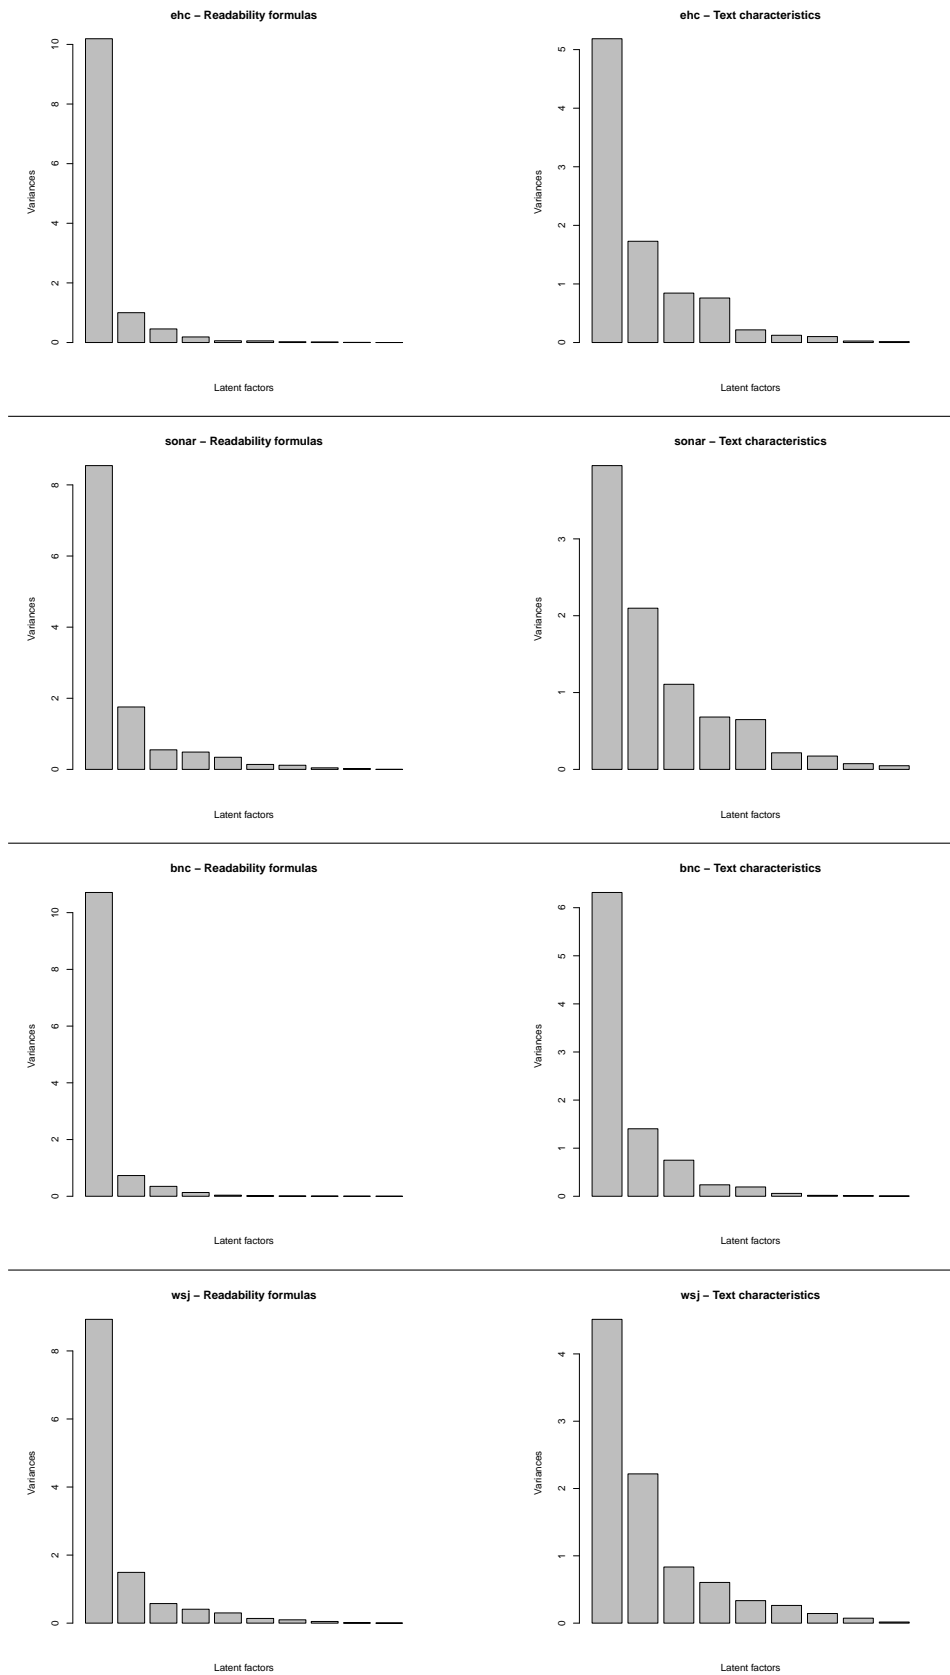 ehc – Readability formulas
Variances
0 2 4 6 8 10
Latent factors
ehc – Text characteristics
Variances
0 1 2 3 4 5
Latent factors
sonar – Readability formulas
Variances
0 2 4 6 8
Latent factors
sonar – Text characteristics
Variances
0 1 2 3
Latent factors
bnc – Readability formulas
Variances
0 2 4 6 8 10
Latent factors
bnc – Text characteristics
Variances
0 1 2 3 4 5 6
Latent factors
wsj – Readability formulas
Variances
0 2 4 6 8
Latent factors
wsj – Text characteristics
Variances
0 1 2 3 4
Latent factors